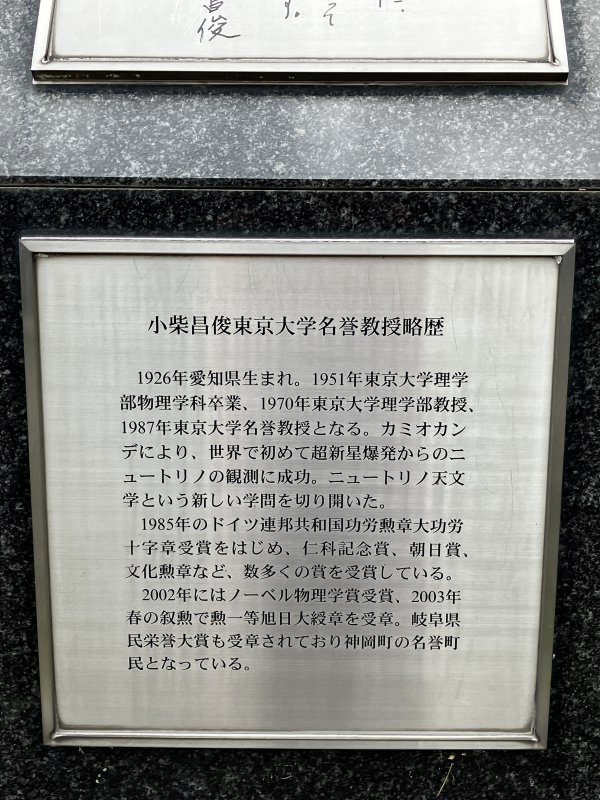 昌俊
す。そ
小柴昌俊東京大学名誉教授略歴
1926年愛知県生まれ。1951年東京大学理学
部物理学科卒業、1970年東京大学理学部教授、
1987年東京大学名誉教授となる。カミオカン
デにより、世界で初めて超新星爆発からのニ
ュートリノの観測に成功。ニュートリノ天文
学という新しい学問を切り開いた。
1985年のドイツ連邦共和国功労勲章大功労
十字章受賞をはじめ、仁科記念賞、朝日賞、
文化勲章など、数多くの賞を受賞している。
2002年にはノーベル物理学賞受賞、2003年
春の叙勲で勲一等旭日大綬章を受章。岐阜県
民栄誉大賞も受章されており神岡町の名誉町
民となっている。